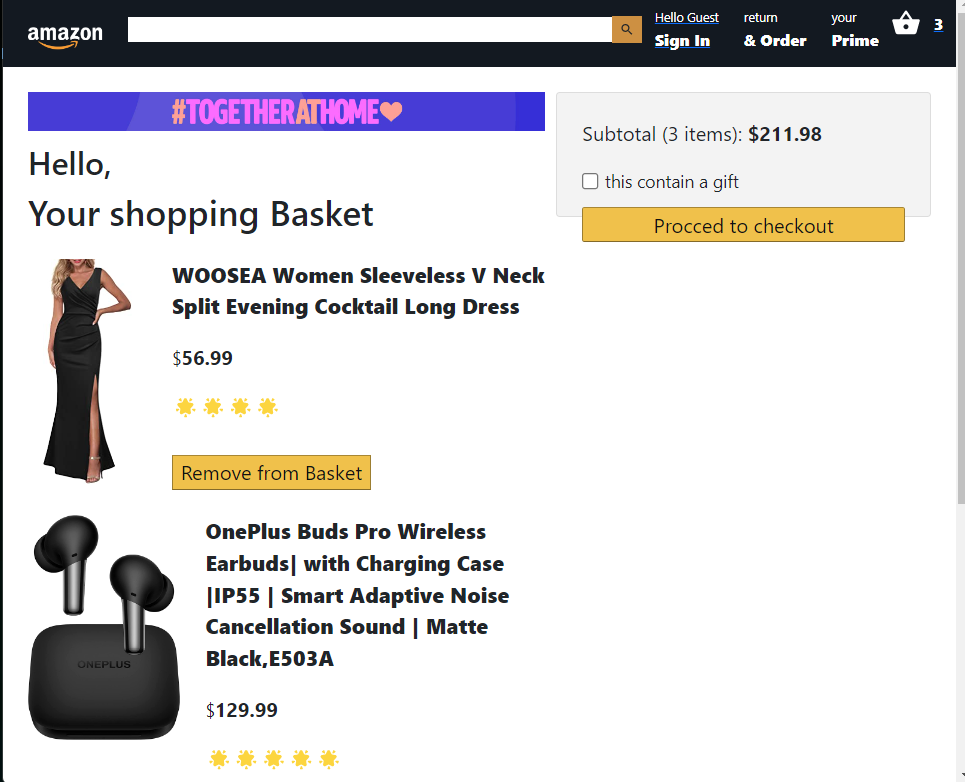 amazon
Hello Guest
Sign In
return
& Order
your
Prime
3
#TOGETHERATHOME
Hello,
Your shopping Basket
Subtotal (3 items): $211.98
this contain a gift
Procced to checkout
WOOSEA Women Sleeveless V Neck
Split Evening Cocktail Long Dress
$56.99
Remove from Basket
OnePlus Buds Pro Wireless
Earbuds| with Charging Case
|IP55 | Smart Adaptive Noise
Cancellation Sound | Matte
Black,E503A
$129.99
ONEPLUS